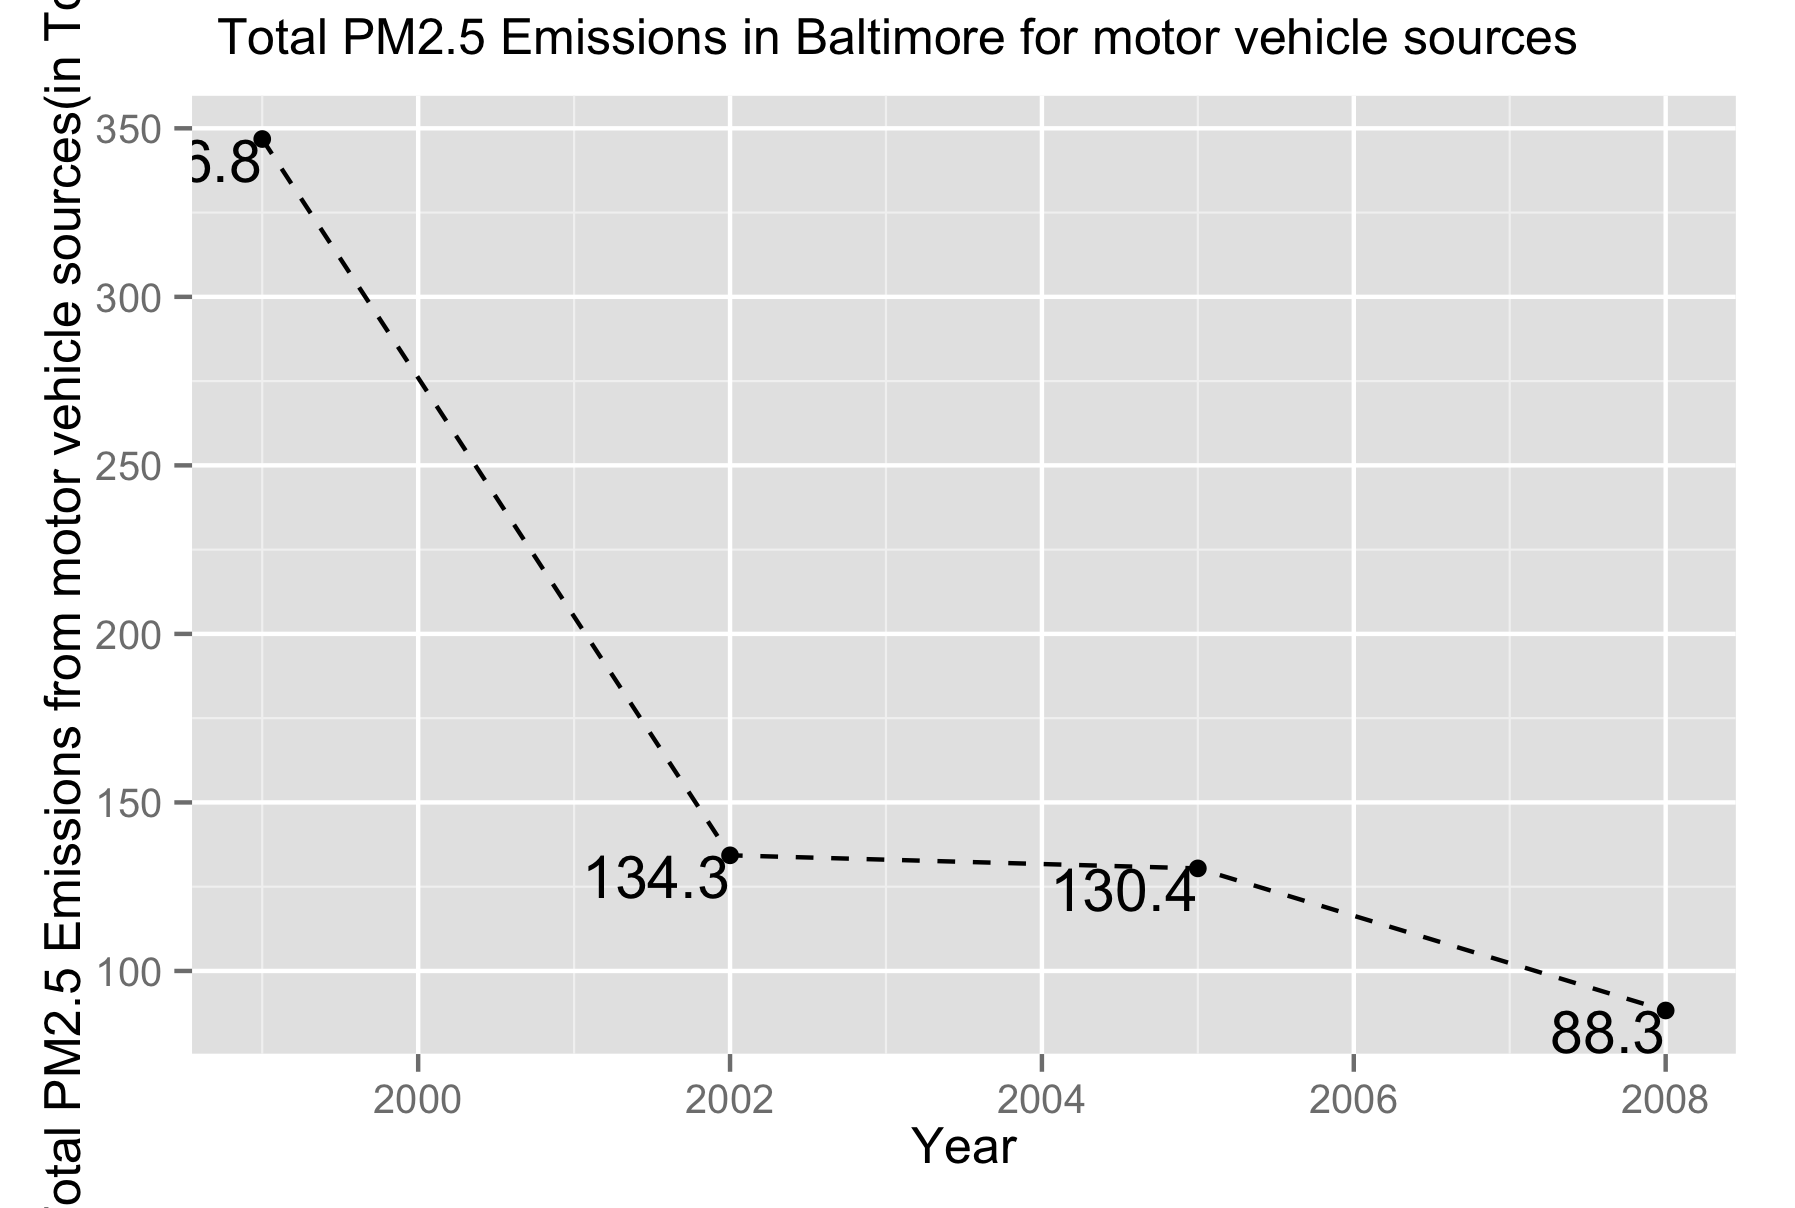 Total PM2.5 Emissions in Baltimore for motor vehicle sources
otal PM2.5 Emissions from motor vehicle sources(in To
350
300
250
200
150
100
6.8
134.3
130.4
88.3
2000 2002 2004 2006 2008
Year